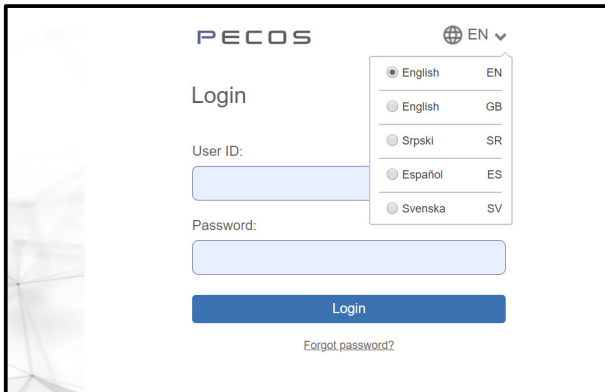 PECOS
EN
English EN
English GB
Srpski SR
Español ES
Svenska SV
Login
User ID:
Password:
Login
Forgot password?